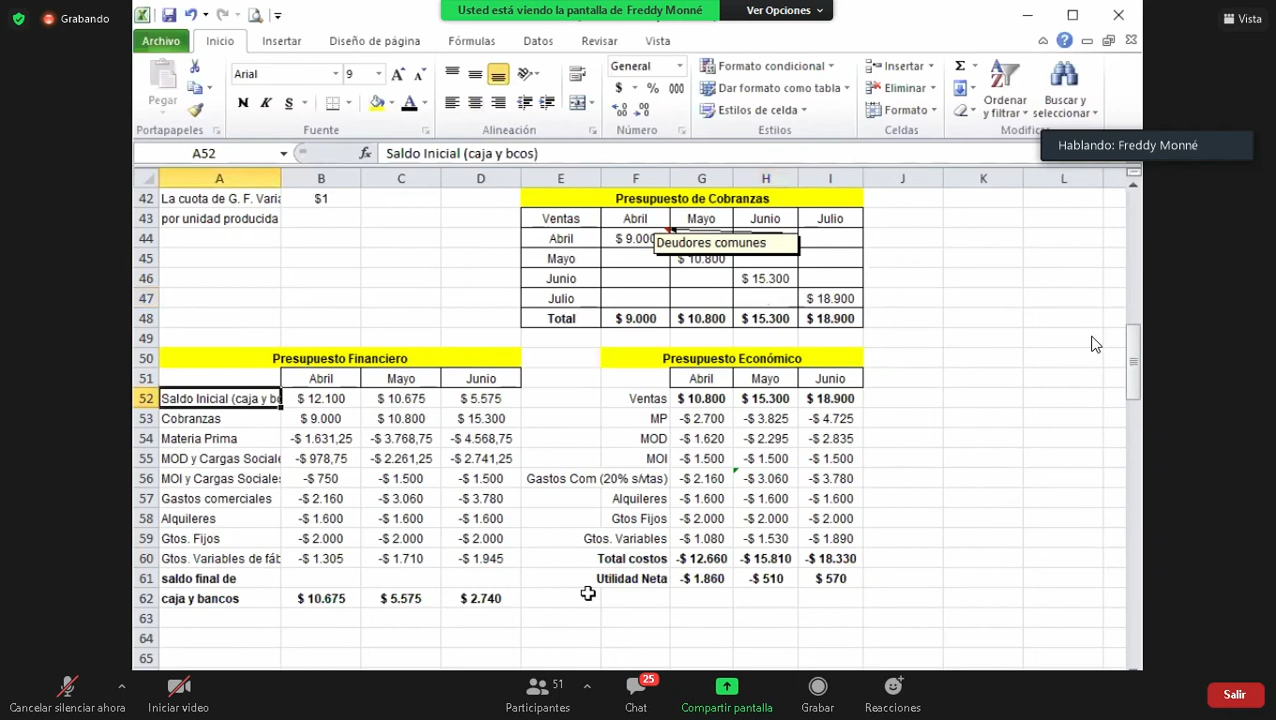 Grabando
Usted está viendo la pantalla de Freddy Monné
Ver Opciones
Vista
Archivo Inicio Insertar Diseño de página Fórmulas Datos Revisar Vista
Pegar
Arial 9
N K S
General
$ % 000
Formato condicional
Dar formato como tabla
Estilos de celda
Insertar
Eliminar
Formato
Σ
Ordenar y filtrar
Buscar y seleccionar
Portapapeles Fuente Alineación Número Estilos Celdas Modificar
Hablando: Freddy Monné
A52 fx Saldo Inicial (caja y bcos)
A B C D E F G H I J K L
42 La cuota de G. F. Varia $1 Presupuesto de Cobranzas
43 por unidad producida Ventas Abril Mayo Junio Julio
44 Abril $ 9.000 Deudores comunes
45 Mayo $ 10.800
46 Junio $ 15.300
47 Julio $ 18.900
48 Total $ 9.000 $ 10.800 $ 15.300 $ 18.900
49
50 Presupuesto Financiero Presupuesto Económico
51 Abril Mayo Junio Abril Mayo Junio
52 Saldo Inicial (caja y bc $ 12.100 $ 10.675 $ 5.575 Ventas $ 10.800 $ 15.300 $ 18.900
53 Cobranzas $ 9.000 $ 10.800 $ 15.300 MP -$ 2.700 -$ 3.825 -$ 4.725
54 Materia Prima -$ 1.631,25 -$ 3.768,75 -$ 4.568,75 MOD -$ 1.620 -$ 2.295 -$ 2.835
55 MOD y Cargas Sociale -$ 978,75 -$ 2.261,25 -$ 2.741,25 MOI -$ 1.500 -$ 1.500 -$ 1.500
56 MOI y Cargas Sociales -$ 750 -$ 1.500 -$ 1.500 Gastos Com (20% s/Vtas) -$ 2.160 -$ 3.060 -$ 3.780
57 Gastos comerciales -$ 2.160 -$ 3.060 -$ 3.780 Alquileres -$ 1.600 -$ 1.600 -$ 1.600
58 Alquileres -$ 1.600 -$ 1.600 -$ 1.600 Gtos Fijos -$ 2.000 -$ 2.000 -$ 2.000
59 Gtos. Fijos -$ 2.000 -$ 2.000 -$ 2.000 Gtos. Variables -$ 1.080 -$ 1.530 -$ 1.890
60 Gtos. Variables de fáb -$ 1.305 -$ 1.710 -$ 1.945 Total costos -$ 12.660 -$ 15.810 -$ 18.330
61 saldo final de Utilidad Neta -$ 1.860 -$ 510 $ 570
62 caja y bancos $ 10.675 $ 5.575 $ 2.740
63
64
65
Cancelar silenciar ahora
Iniciar video
51
Participantes
25
Chat
Compartir pantalla
Grabar
Reacciones
Salir